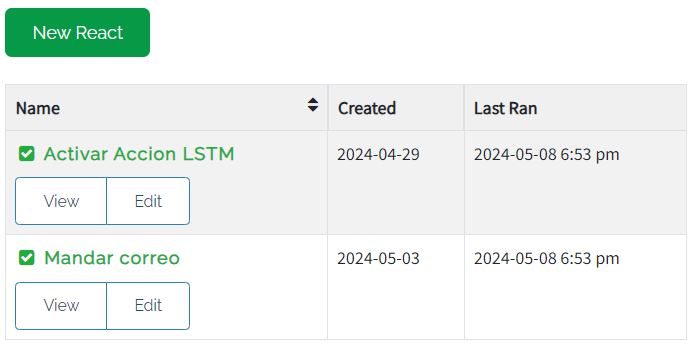 New React
Name Created Last Ran
Activar Accion LSTM 2024-04-29 2024-05-08 6:53 pm
View Edit
Mandar correo 2024-05-03 2024-05-08 6:53 pm
View Edit